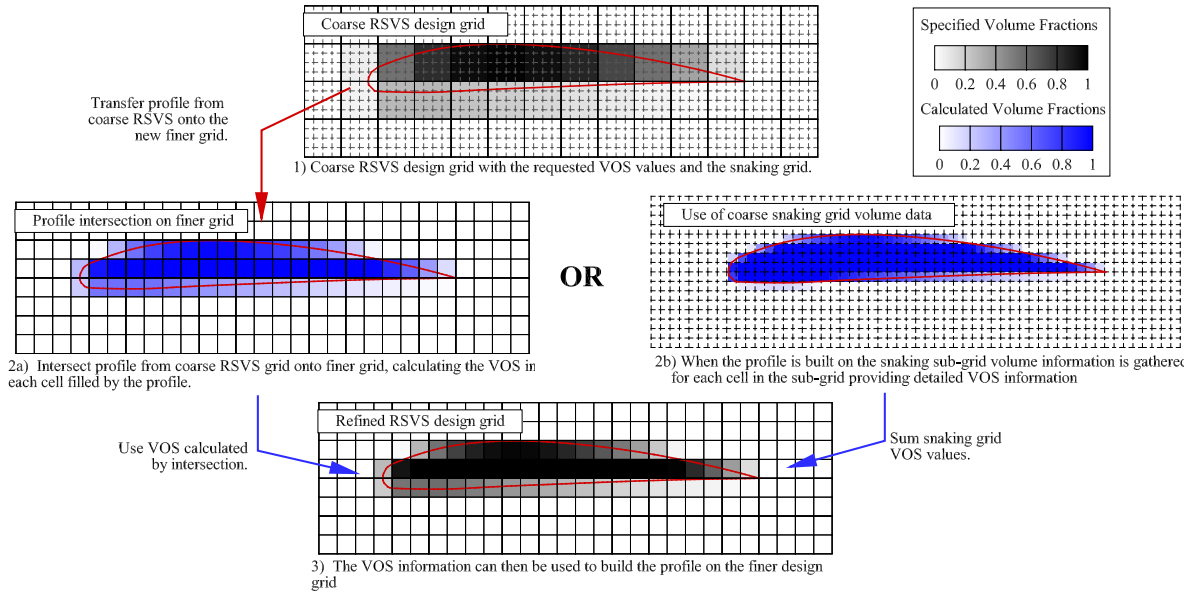 Coarse RSVS design grid
Specified Volume Fractions
0 0.2 0.4 0.6 0.8 1
Calculated Volume Fractions
0 0.2 0.4 0.6 0.8 1
Transfer profile from
coarse RSVS onto the
new finer grid.
1) Coarse RSVS design grid with the requested VOS values and the snaking grid.
Profile intersection on finer grid
OR
Use of coarse snaking grid volume data
2a) Intersect profile from coarse RSVS grid onto finer grid, calculating the VOS in
each cell filled by the profile.
2b) When the profile is built on the snaking sub-grid volume information is gathered
for each cell in the sub-grid providing detailed VOS information
Refined RSVS design grid
Use VOS calculated
by intersection.
Sum snaking grid
VOS values.
3) The VOS information can then be used to build the profile on the finer design
grid